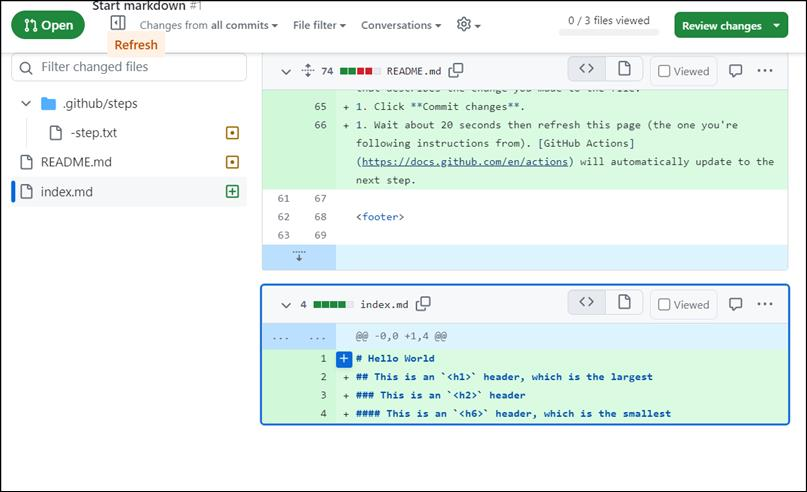 Start markdown #1
Open
Changes from all commits
File filter
Conversations
0 / 3 files viewed
Review changes
Refresh
Filter changed files
.github/steps
-step.txt
README.md
index.md
74 README.md
Viewed
that describes the change you made to the file.
65 + 1. Click **Commit changes**.
66 + 1. Wait about 20 seconds then refresh this page (the one you're
following instructions from). [GitHub Actions]
(https://docs.github.com/en/actions) will automatically update to the
next step.
61 67
62 68 <footer>
63 69
4 index.md
Viewed
... ... @@ -0,0 +1,4 @@
1 + # Hello World
2 + ## This is an `<h1>` header, which is the largest
3 + ### This is an `<h2>` header
4 + #### This is an `<h6>` header, which is the smallest